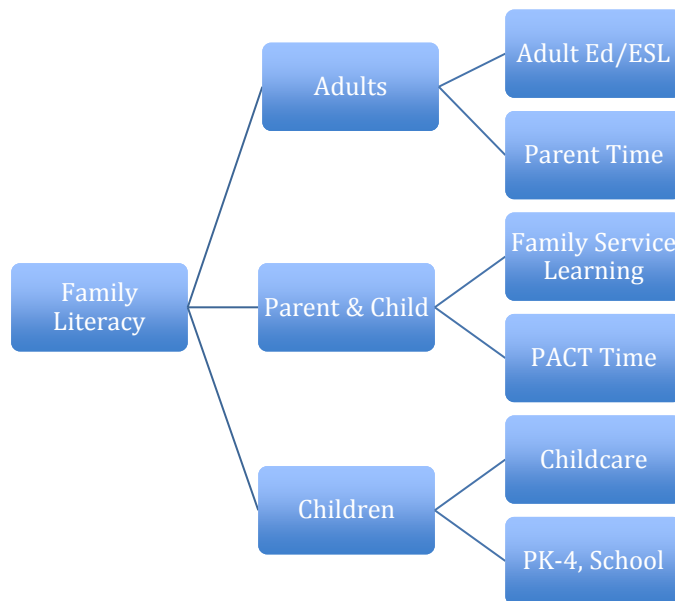 Adults
Adult Ed/ESL
Parent Time
Family
Literacy
Parent & Child
Family Service
Learning
PACT Time
Children
Childcare
PK-4, School